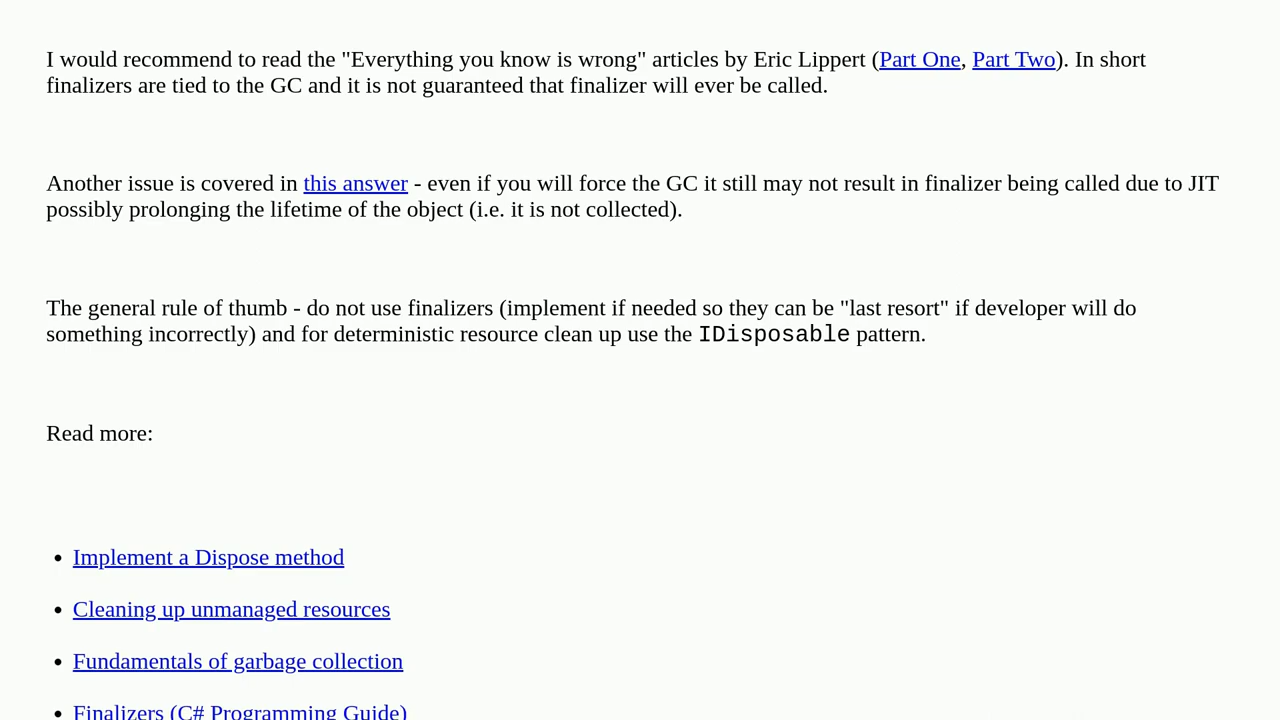 I would recommend to read the "Everything you know is wrong" articles by Eric Lippert (Part One, Part Two). In short
finalizers are tied to the GC and it is not guaranteed that finalizer will ever be called.
Another issue is covered in this answer - even if you will force the GC it still may not result in finalizer being called due to JIT
possibly prolonging the lifetime of the object (i.e. it is not collected).
The general rule of thumb - do not use finalizers (implement if needed so they can be "last resort" if developer will do
something incorrectly) and for deterministic resource clean up use the IDisposable pattern.
Read more:
• Implement a Dispose method
• Cleaning up unmanaged resources
• Fundamentals of garbage collection
• Finalizers (C# Programming Guide)